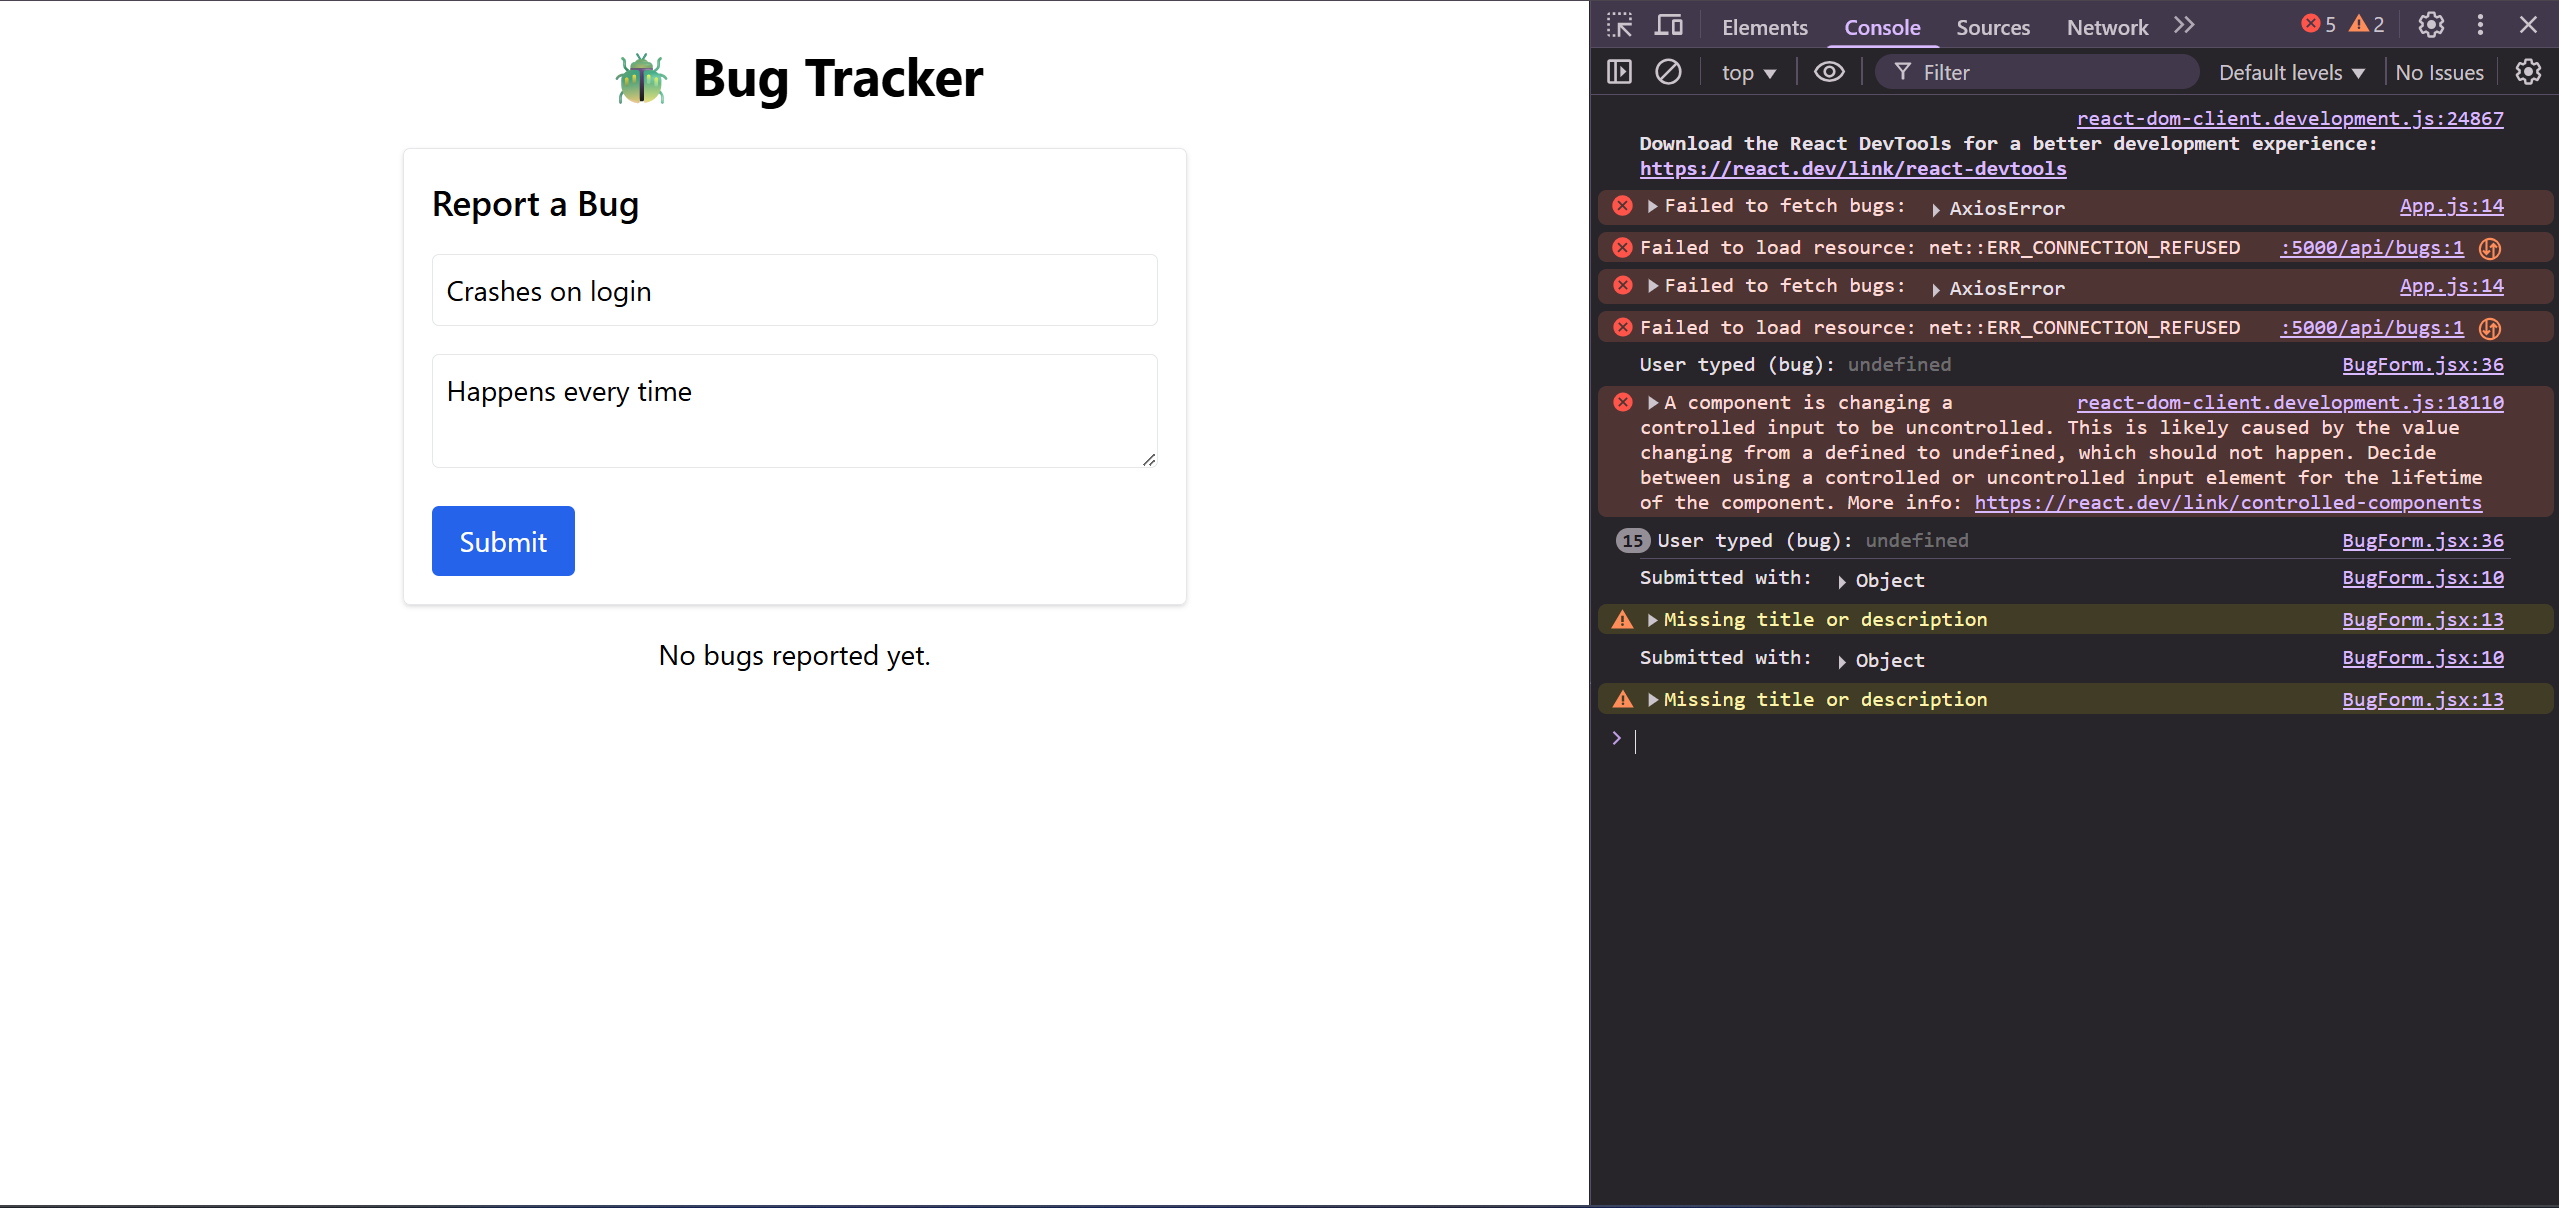 Bug Tracker
Report a Bug
Crashes on login
Happens every time
Submit
No bugs reported yet.
Elements Console Sources Network 5 2
top Filter Default levels No Issues
react-dom-client.development.js:24867
Download the React DevTools for a better development experience:
https://react.dev/link/react-devtools
Failed to fetch bugs: AxiosError App.js:14
Failed to load resource: net::ERR_CONNECTION_REFUSED :5000/api/bugs:1
Failed to fetch bugs: AxiosError App.js:14
Failed to load resource: net::ERR_CONNECTION_REFUSED :5000/api/bugs:1
User typed (bug): undefined BugForm.jsx:36
A component is changing a react-dom-client.development.js:18110
controlled input to be uncontrolled. This is likely caused by the value
changing from a defined to undefined, which should not happen. Decide
between using a controlled or uncontrolled input element for the lifetime
of the component. More info: https://react.dev/link/controlled-components
15 User typed (bug): undefined BugForm.jsx:36
Submitted with: Object BugForm.jsx:10
Missing title or description BugForm.jsx:13
Submitted with: Object BugForm.jsx:10
Missing title or description BugForm.jsx:13